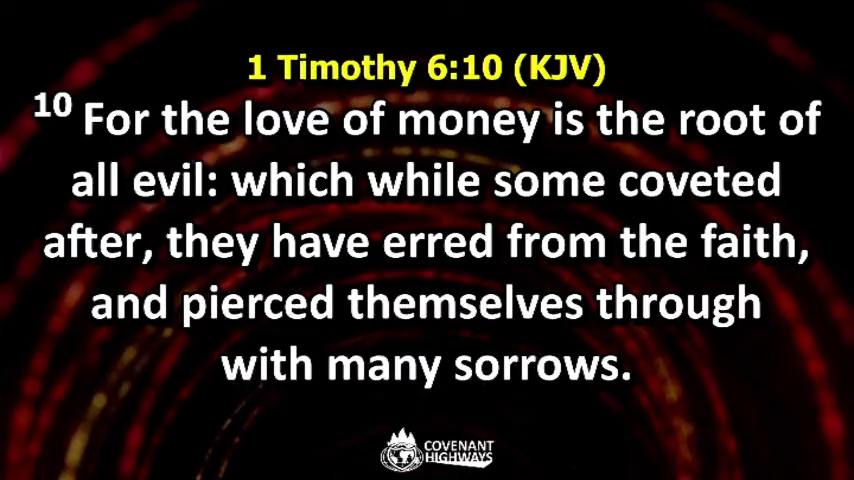 1 Timothy 6:10 (KJV)
10 For the love of money is the root of
all evil: which while some coveted
after, they have erred from the faith,
and pierced themselves through
with many sorrows.
COVENANT
HIGHWAYS